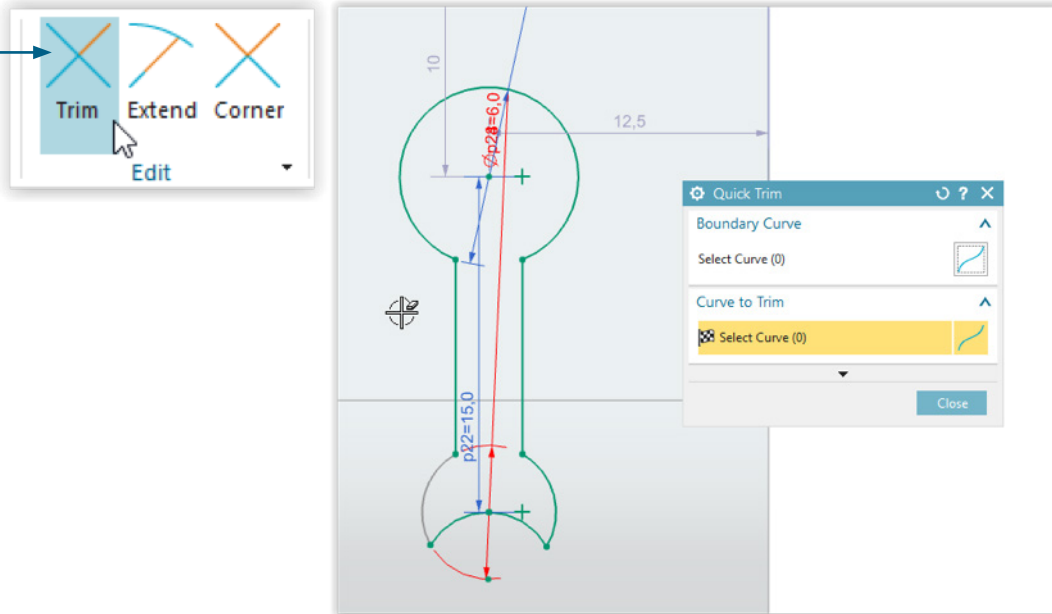 Trim Extend Corner
Edit
10
12,5
p22=15,0
Quick Trim
Boundary Curve
Select Curve (0)
Curve to Trim
Select Curve (0)
Close